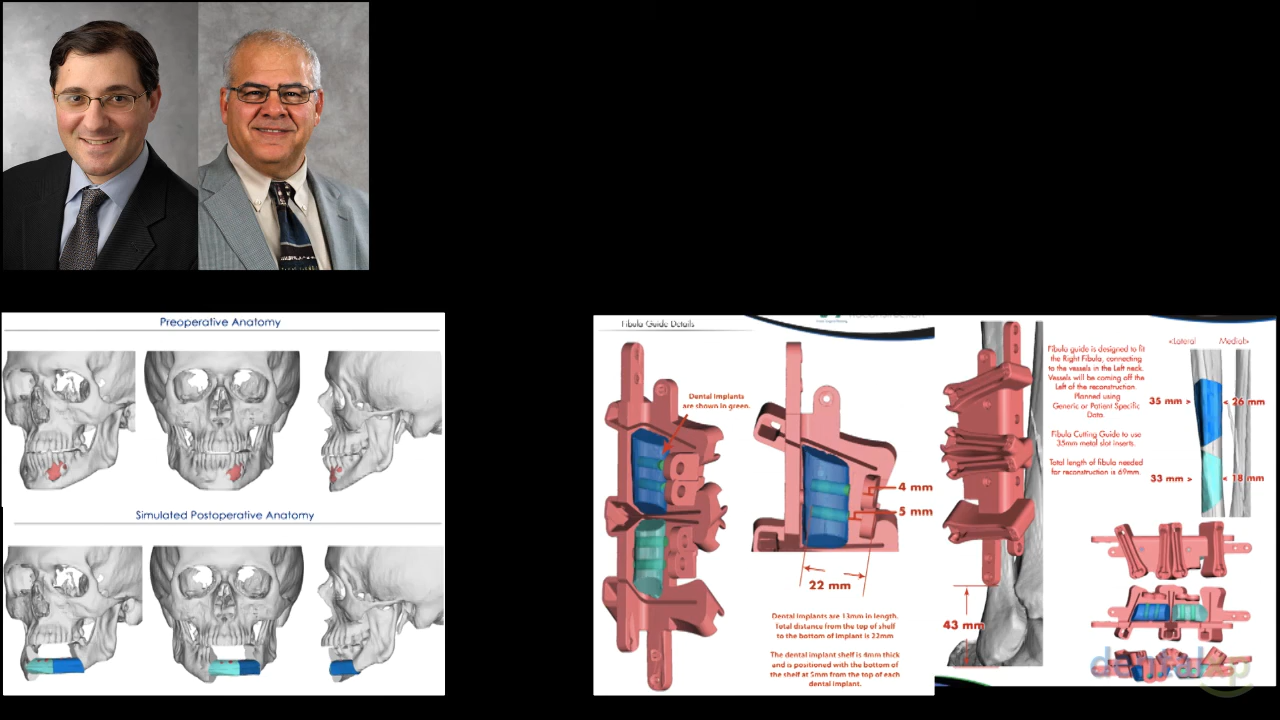 Preoperative Anatomy
Simulated Postoperative Anatomy
Fibula Guide Details
Dental Implants
are shown in green.
4 mm
5 mm
22 mm
Dental Implants are 13mm in length.
Total distance from the top of shelf
to the bottom of implant is 22mm
The dental implant shelf is 4mm thick
and is positioned with the bottom of
the shelf at 5mm from the top of each
dental implant.
43 mm
Fibula guide is designed to fit
the Right Fibula, connecting
to the vessels in the Left neck.
Vessels will be coming off the
Left of the reconstruction.
Planned using
Generic or Patient Specific
Data.
Fibula Cutting Guide to use
35mm metal slot inserts.
Total length of fibula needed
for reconstruction is 69mm.
<Lateral Medial>
35 mm > < 26 mm
33 mm > < 18 mm